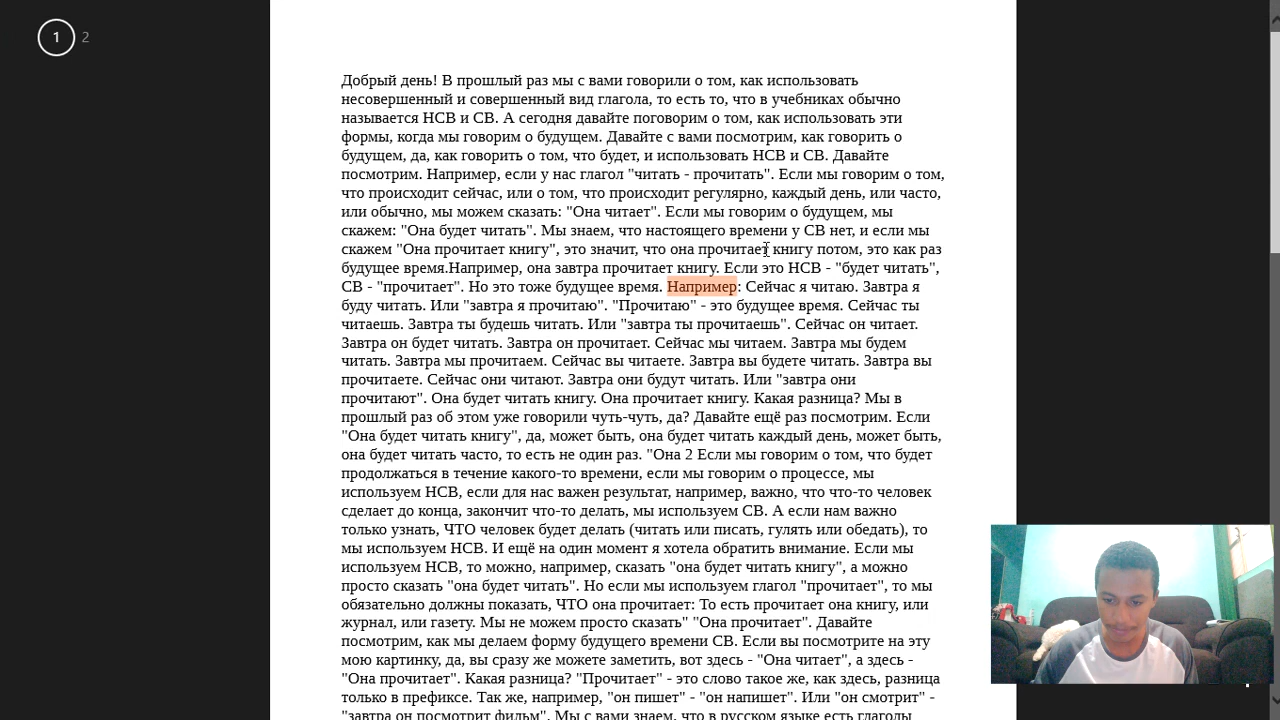 1 2
Добрый день! В прошлый раз мы с вами говорили о том, как использовать
несовершенный и совершенный вид глагола, то есть то, что в учебниках обычно
называется НСВ и СВ. А сегодня давайте поговорим о том, как использовать эти
формы, когда мы говорим о будущем. Давайте с вами посмотрим, как говорить о
будущем, да, как говорить о том, что будет, и использовать НСВ и СВ. Давайте
посмотрим. Например, если у нас глагол "читать - прочитать". Если мы говорим о том,
что происходит сейчас, или о том, что происходит регулярно, каждый день, или часто,
или обычно, мы можем сказать: "Она читает". Если мы говорим о будущем, мы
скажем: "Она будет читать". Мы знаем, что настоящего времени у СВ нет, и если мы
скажем "Она прочитает книгу", это значит, что она прочитает книгу потом, это как раз
будущее время.Например, она завтра прочитает книгу. Если это НСВ - "будет читать",
СВ - "прочитает". Но это тоже будущее время. Например: Сейчас я читаю. Завтра я
буду читать. Или "завтра я прочитаю". "Прочитаю" - это будущее время. Сейчас ты
читаешь. Завтра ты будешь читать. Или "завтра ты прочитаешь". Сейчас он читает.
Завтра он будет читать. Завтра он прочитает. Сейчас мы читаем. Завтра мы будем
читать. Завтра мы прочитаем. Сейчас вы читаете. Завтра вы будете читать. Завтра вы
прочитаете. Сейчас они читают. Завтра они будут читать. Или "завтра они
прочитают". Она будет читать книгу. Она прочитает книгу. Какая разница? Мы в
прошлый раз об этом уже говорили чуть-чуть, да? Давайте ещё раз посмотрим. Если
"Она будет читать книгу", да, может быть, она будет читать каждый день, может быть,
она будет читать часто, то есть не один раз. "Она 2 Если мы говорим о том, что будет
продолжаться в течение какого-то времени, если мы говорим о процессе, мы
используем НСВ, если для нас важен результат, например, важно, что что-то человек
сделает до конца, закончит что-то делать, мы используем СВ. А если нам важно
только узнать, ЧТО человек будет делать (читать или писать, гулять или обедать), то
мы используем НСВ. И ещё на один момент я хотела обратить внимание. Если мы
используем НСВ, то можно, например, сказать "она будет читать книгу", а можно
просто сказать "она будет читать". Но если мы используем глагол "прочитает", то мы
обязательно должны показать, ЧТО она прочитает: То есть прочитает она книгу, или
журнал, или газету. Мы не можем просто сказать" "Она прочитает". Давайте
посмотрим, как мы делаем форму будущего времени СВ. Если вы посмотрите на эту
мою картинку, да, вы сразу же можете заметить, вот здесь - "Она читает", а здесь -
"Она прочитает". Какая разница? "Прочитает" - это слово такое же, как здесь, разница
только в префиксе. Так же, например, "он пишет" - "он напишет". Или "он смотрит" -
"завтра он посмотрит фильм". Мы с вами знаем, что в русском языке есть глаголы